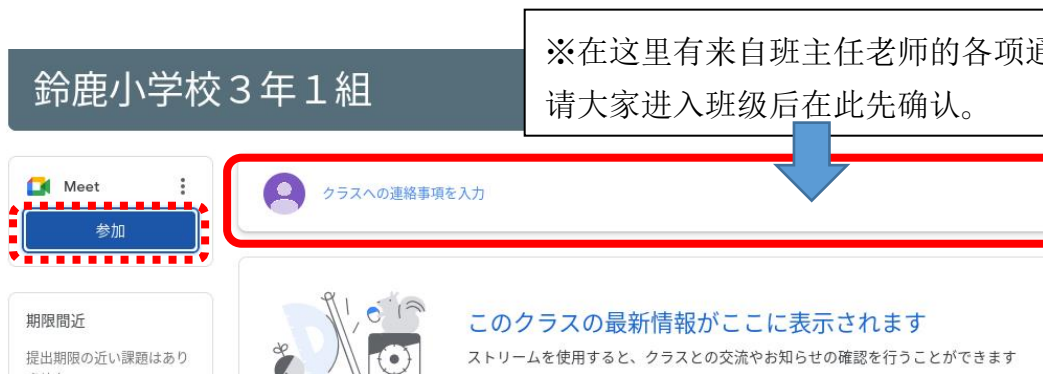 ※在这里有来自班主任老师的各项通
请大家进入班级后在此先确认。
鈴鹿小学校３年１組
Meet
参加
クラスへの連絡事項を入力
期限間近
提出期限の近い課題はあり
このクラスの最新情報がここに表示されます
ストリームを使用すると、クラスとの交流やお知らせの確認を行うことができます